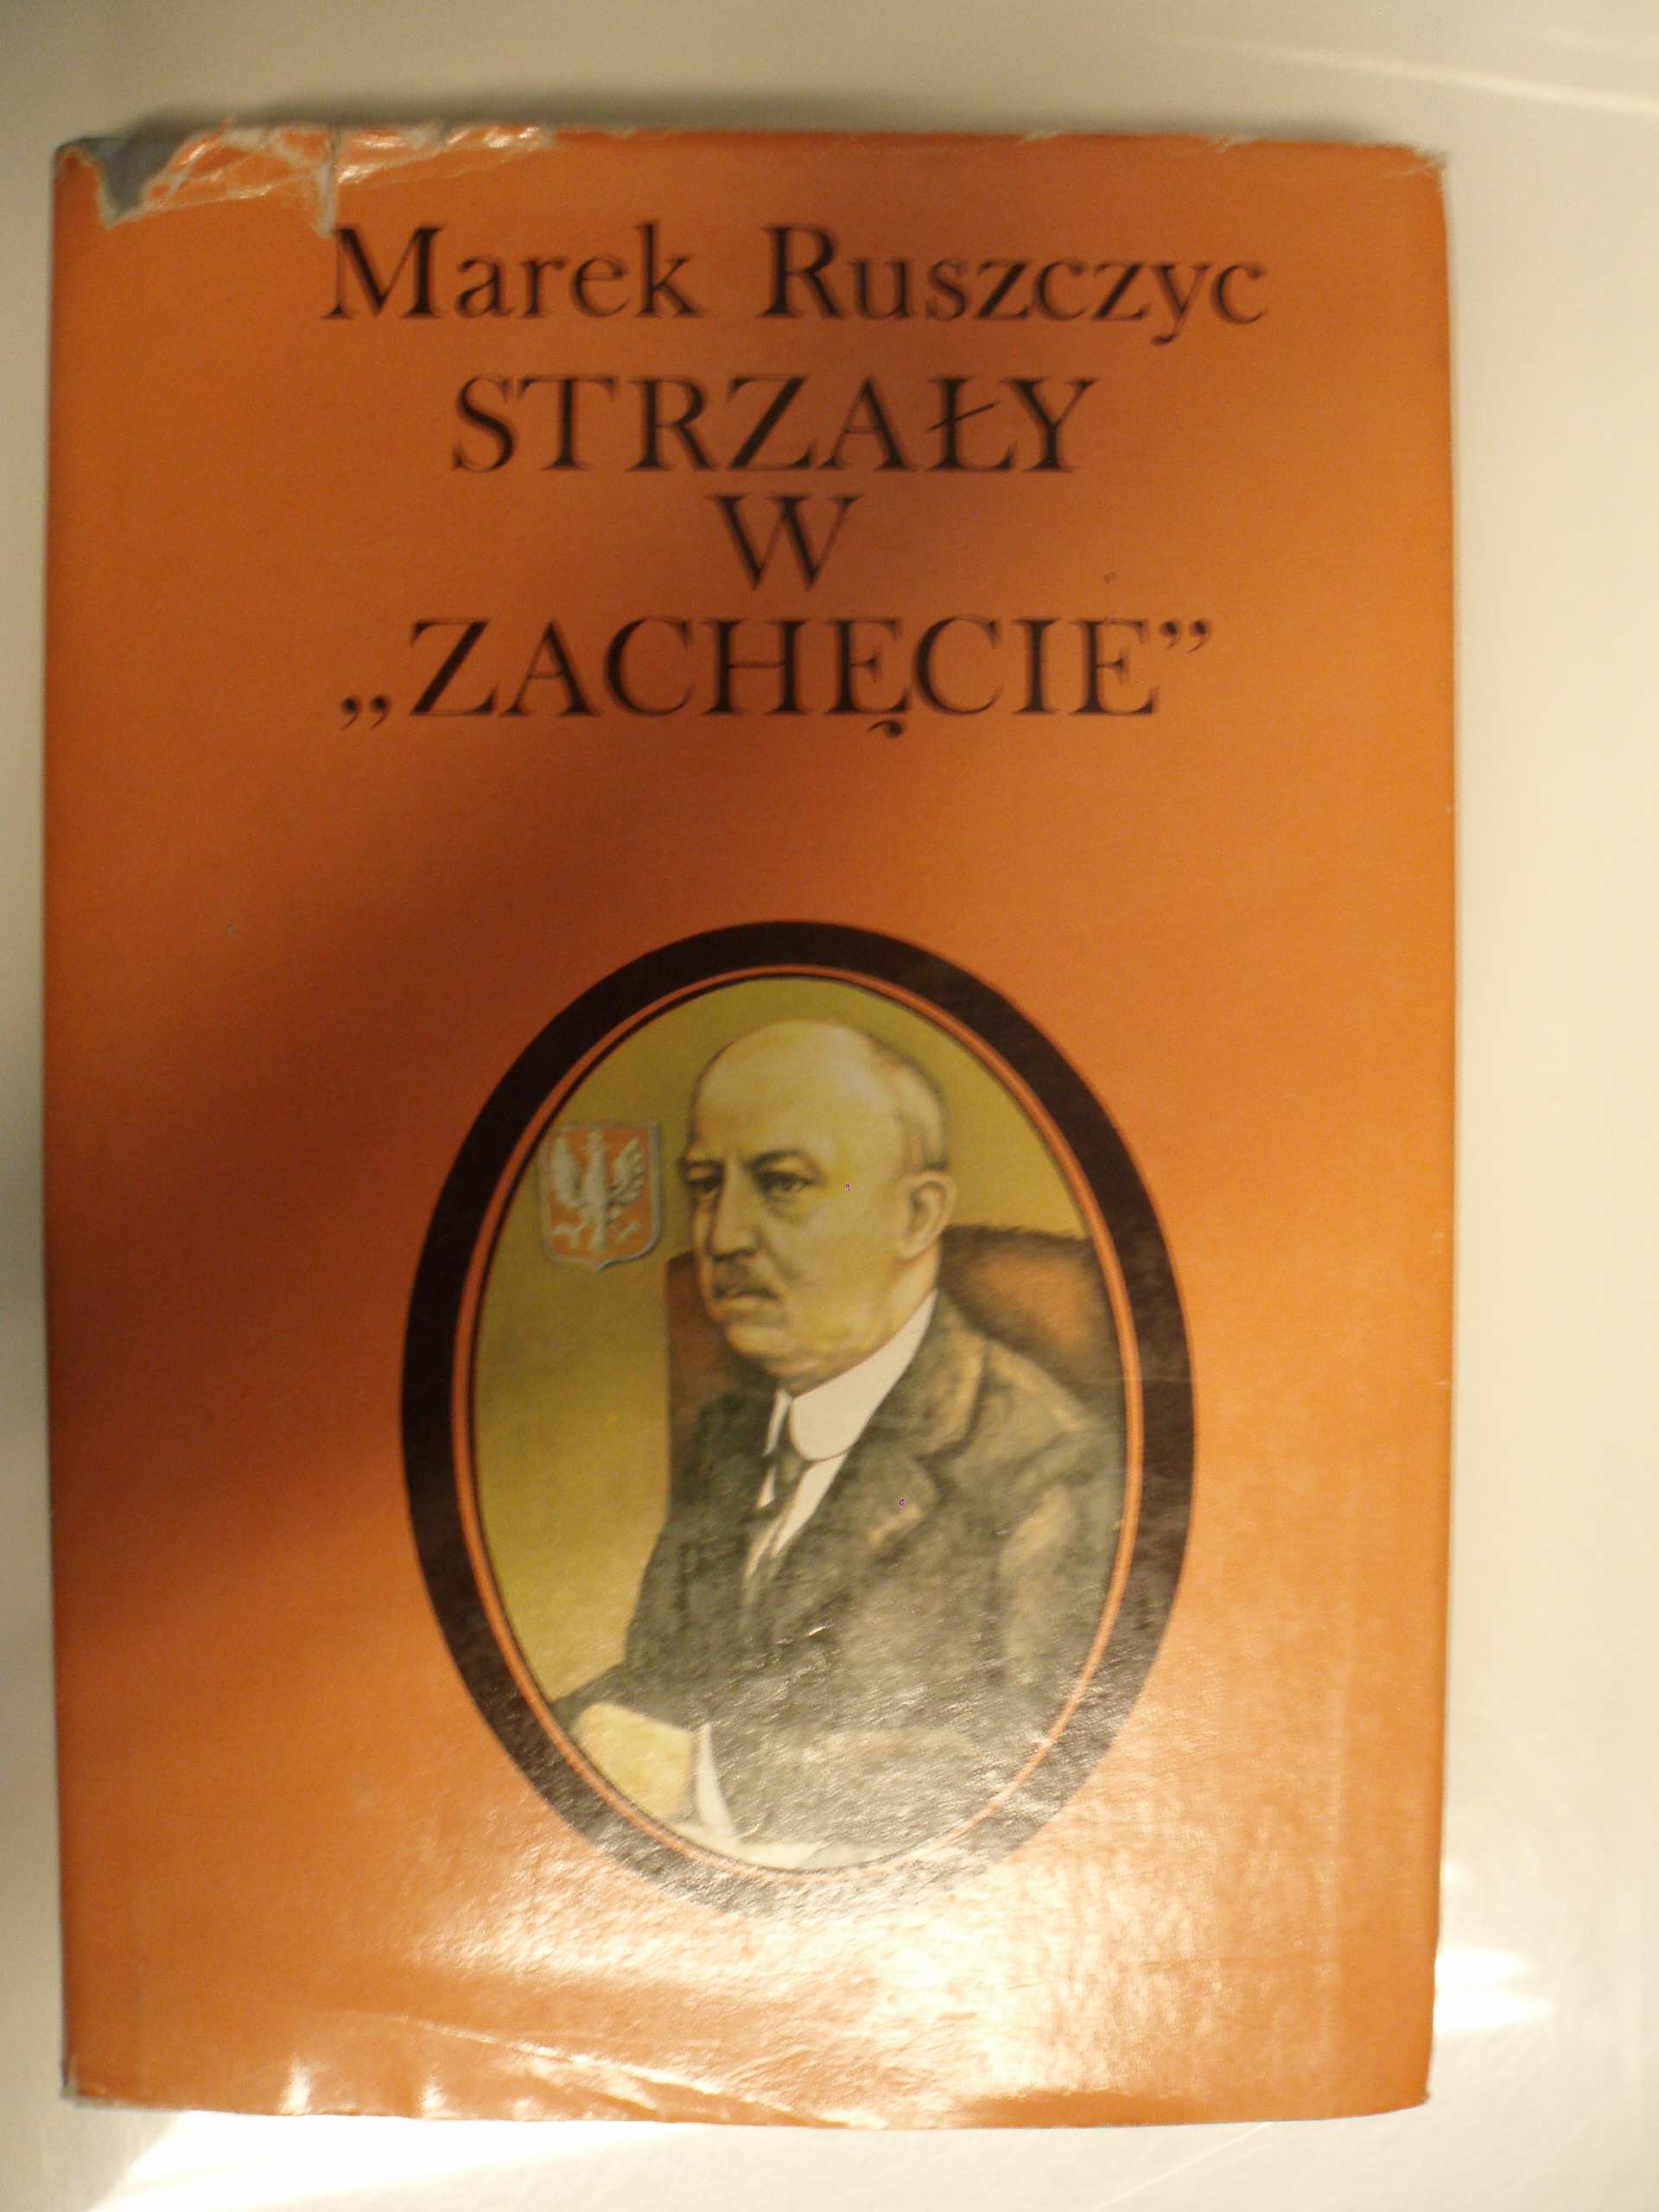 Marek Ruszczyc
STRZAŁY
W
„ZACHĘCIE”